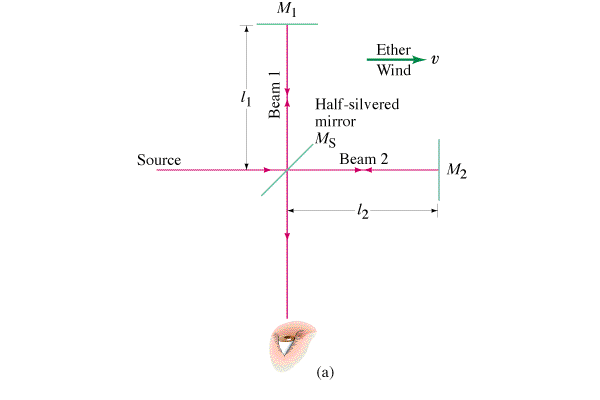 M1
Ether
v
Wind
l1
Beam 1
Half-silvered
mirror
MS
Source
Beam 2
M2
l2
(a)